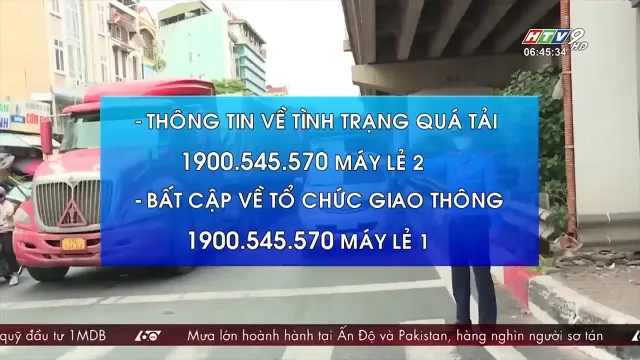 HTV9 HD
06:45:34
- THÔNG TIN VỀ TÌNH TRẠNG QUÁ TẢI
1900.545.570 MÁY LẺ 2
- BẤT CẬP VỀ TỔ CHỨC GIAO THÔNG
1900.545.570 MÁY LẺ 1
quỹ đầu tư 1MDB 60 Mưa lớn hoành hành tại Ấn Độ và Pakistan, hàng nghìn người sơ tán